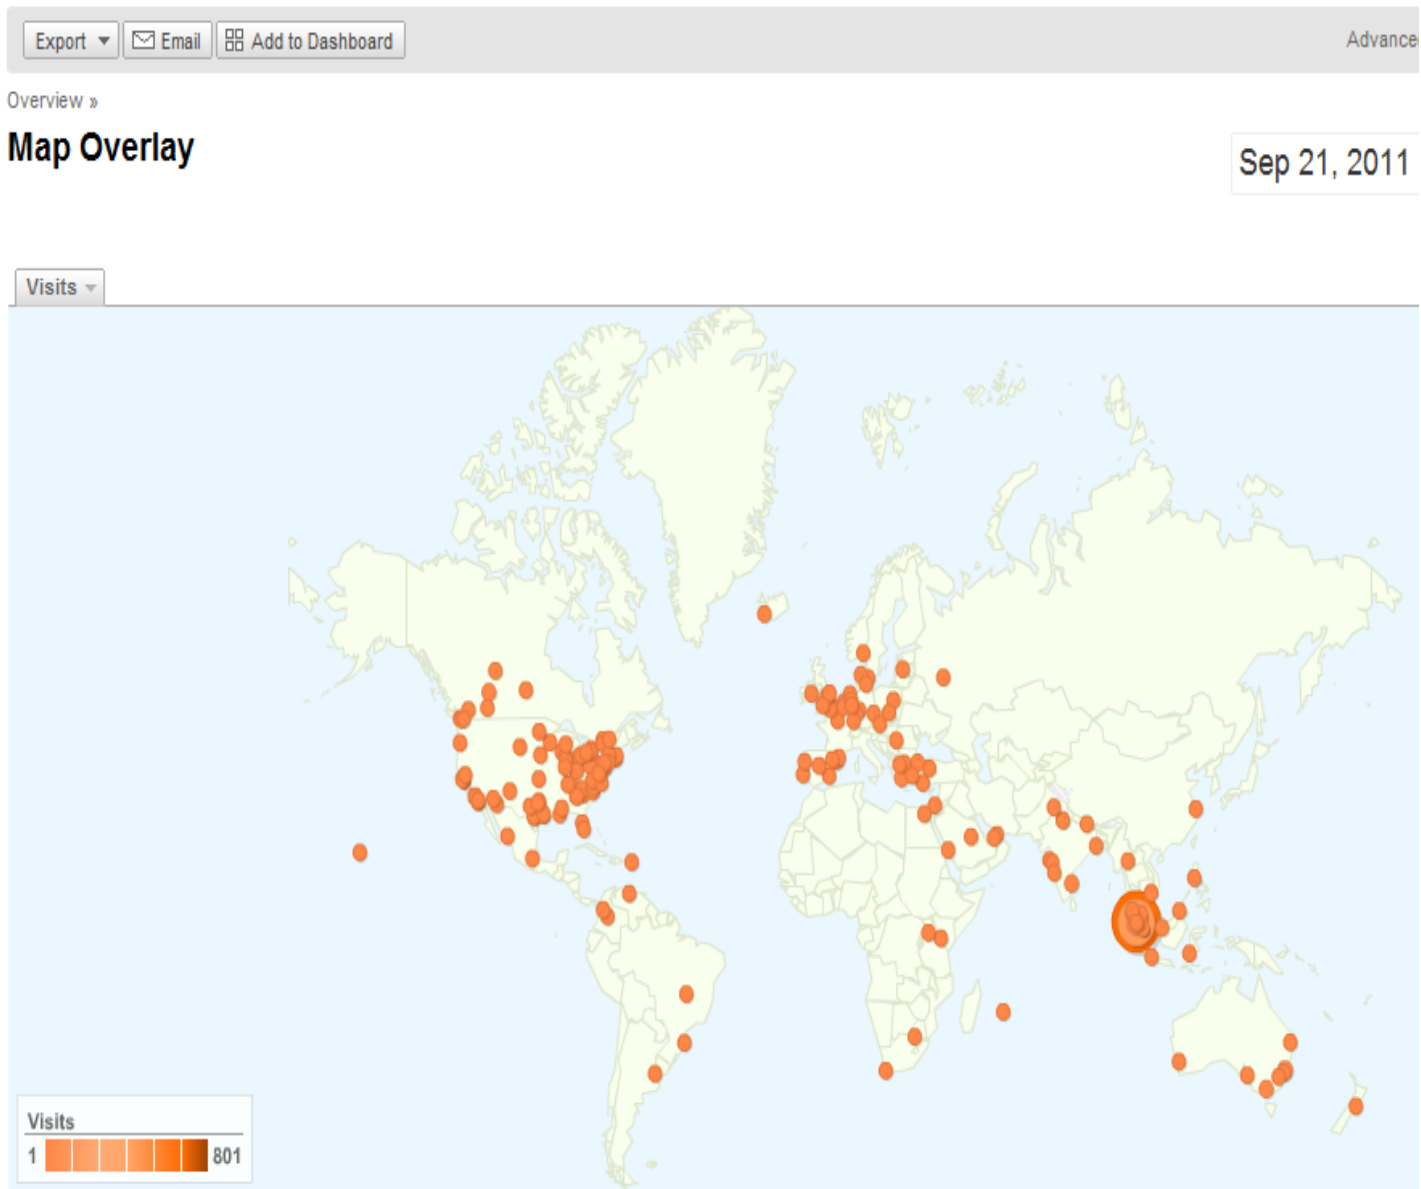 Export Email Add to Dashboard Advance
Overview »
Map Overlay
Sep 21, 2011
Visits
Visits
1 801